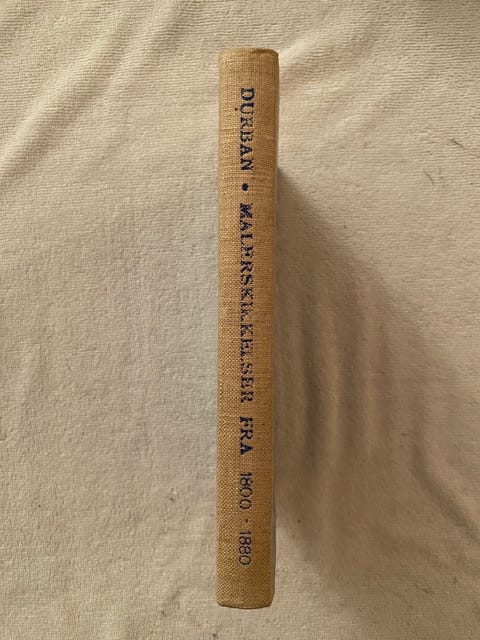 DURBAN • MALERSKIKKELSER FRA 1800 - 1880